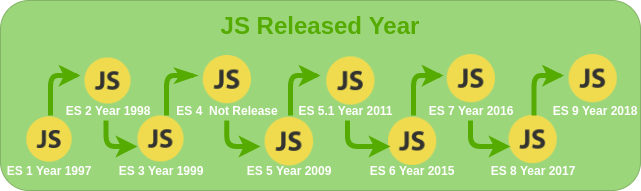 JS Released Year
JS
ES 1 Year 1997
JS
ES 2 Year 1998
JS
ES 3 Year 1999
JS
ES 4 Not Release
JS
ES 5 Year 2009
JS
ES 5.1 Year 2011
JS
ES 6 Year 2015
JS
ES 7 Year 2016
JS
ES 8 Year 2017
JS
ES 9 Year 2018